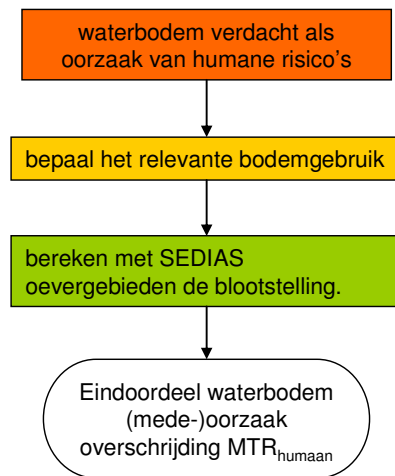 waterbodem verdacht als
oorzaak van humane risico's
bepaal het relevante bodemgebruik
bereken met SEDIAS
oevergebieden de blootstelling.
Eindoordeel waterbodem
(mede-)oorzaak
overschrijding MTRhumaan